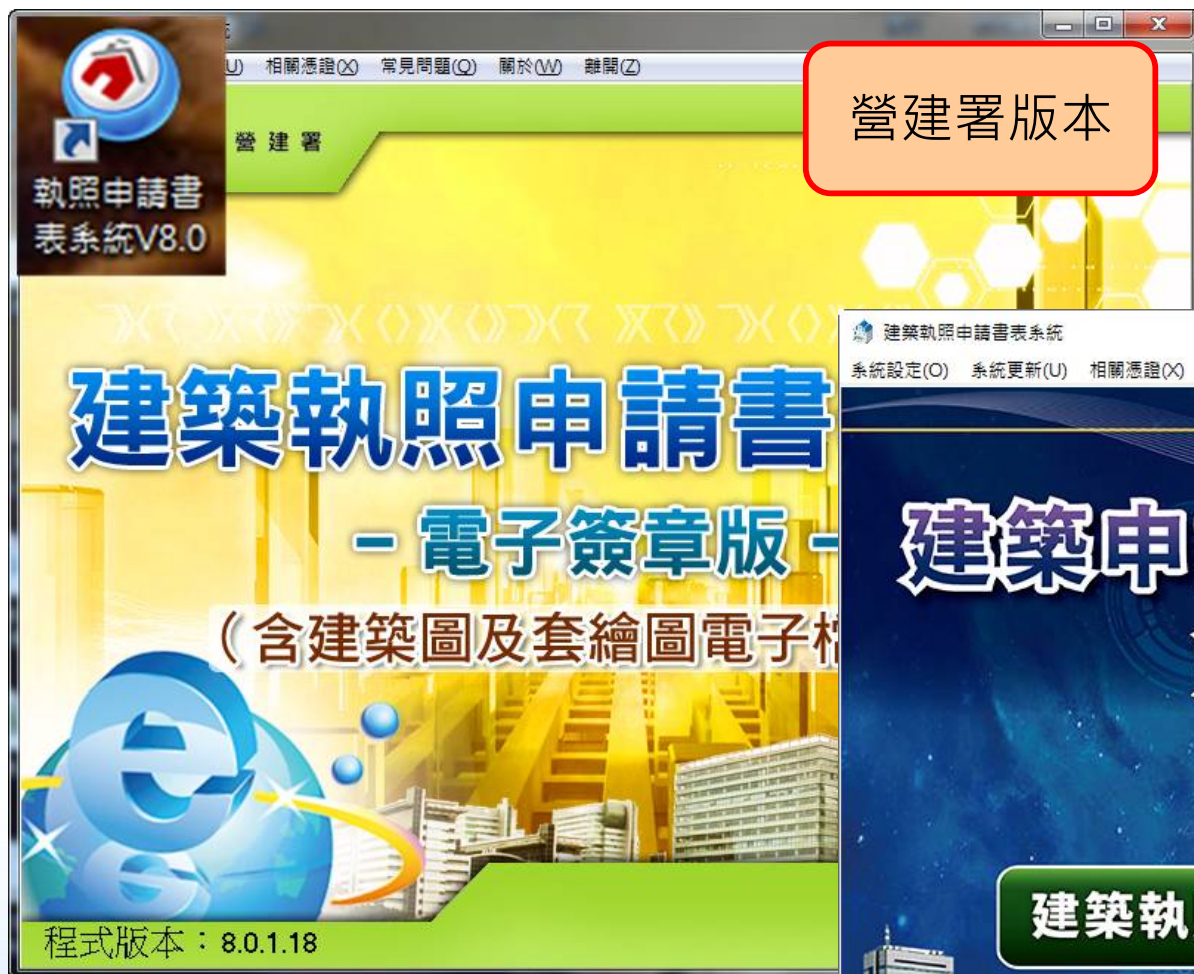 (U) 相關憑證(X) 常見問題(Q) 關於(W) 離開(Z)
營建署版本
營建署
執照申請書
表系統V8.0
建築執照申請書
- 電子簽章版 -
(含建築圖及套繪圖電子檔
程式版本：8.0.1.18
建築執照申請書表系統
系統設定(O) 系統更新(U) 相關憑證(X)
建築申
建築執